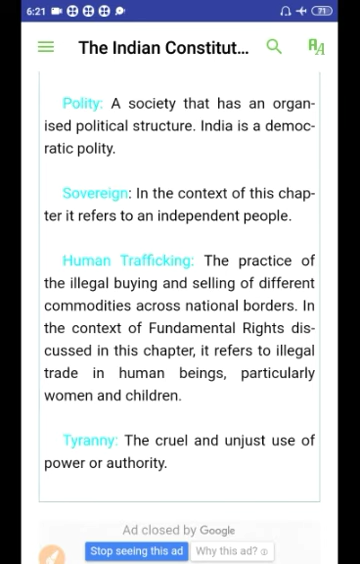 6:21
71
The Indian Constitut...
Polity: A society that has an organ-
ised political structure. India is a democ-
ratic polity.
Sovereign: In the context of this chap-
ter it refers to an independent people.
Human Trafficking: The practice of
the illegal buying and selling of different
commodities across national borders. In
the context of Fundamental Rights dis-
cussed in this chapter, it refers to illegal
trade in human beings, particularly
women and children.
Tyranny: The cruel and unjust use of
power or authority.
Ad closed by Google
Stop seeing this ad Why this ad?